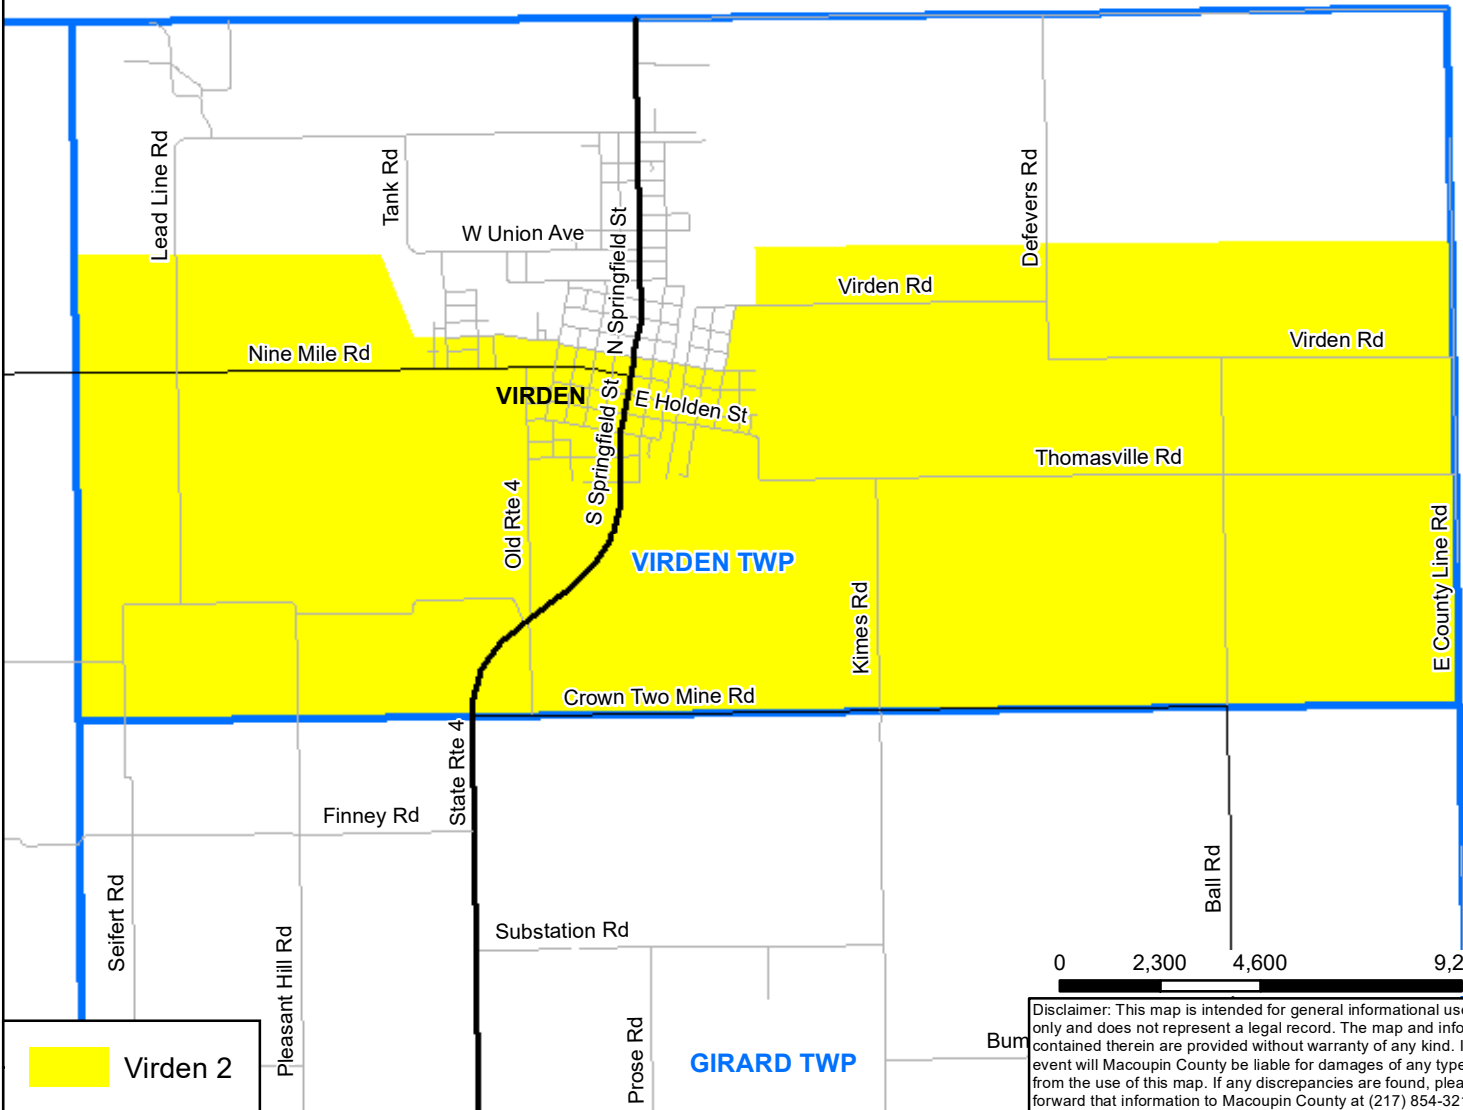 Lead Line Rd
Tank Rd
W Union Ave
N Springfield St
Defevers Rd
Virden Rd
Virden Rd
Nine Mile Rd
VIRDEN
E Holden St
S Springfield St
Thomasville Rd
Old Rte 4
VIRDEN TWP
Kimes Rd
E County Line Rd
Crown Two Mine Rd
State Rte 4
Finney Rd
Seifert Rd
Pleasant Hill Rd
Substation Rd
Ball Rd
Prose Rd
GIRARD TWP
Bum
0 2,300 4,600 9,2
Disclaimer: This map is intended for general informational use
only and does not represent a legal record. The map and info
contained therein are provided without warranty of any kind. I
event will Macoupin County be liable for damages of any type
from the use of this map. If any discrepancies are found, plea
forward that information to Macoupin County at (217) 854-321
Virden 2